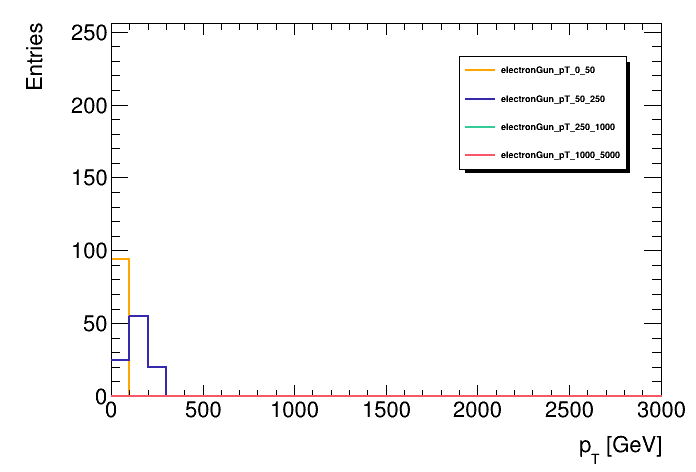 Entries
250
200
150
100
50
0
electronGun_pT_0_50
electronGun_pT_50_250
electronGun_pT_250_1000
electronGun_pT_1000_5000
0 500 1000 1500 2000 2500 3000
p_T [GeV]